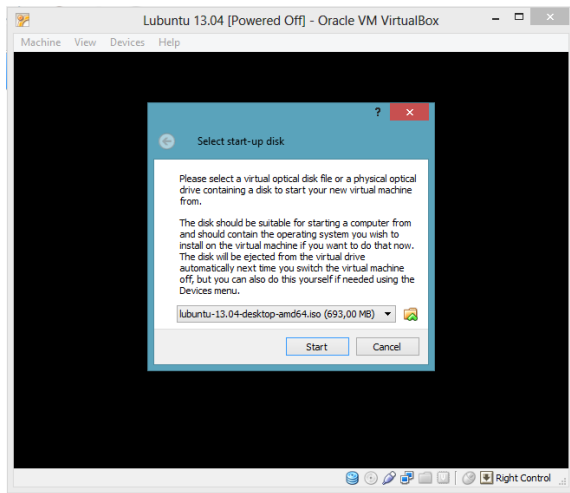 Lubuntu 13.04 [Powered Off] - Oracle VM VirtualBox
Machine View Devices Help
?
Select start-up disk
Please select a virtual optical disk file or a physical optical
drive containing a disk to start your new virtual machine
from.
The disk should be suitable for starting a computer from
and should contain the operating system you wish to
install on the virtual machine if you want to do that now.
The disk will be ejected from the virtual drive
automatically next time you switch the virtual machine
off, but you can also do this yourself if needed using the
Devices menu.
lubuntu-13.04-desktop-amd64.iso (693,00 MB)
Start Cancel
Right Control